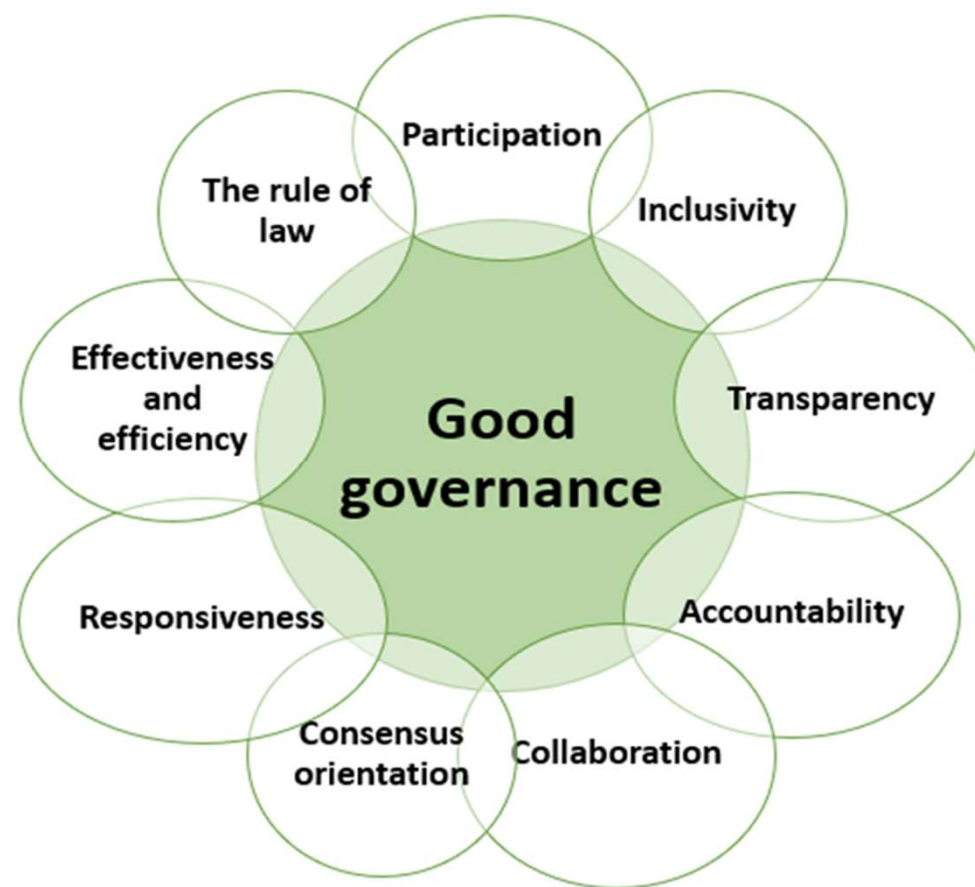 Participation
Inclusivity
Transparency
Accountability
Collaboration
Consensus
orientation
Responsiveness
Effectiveness
and
efficiency
The rule of
law
Good
governance